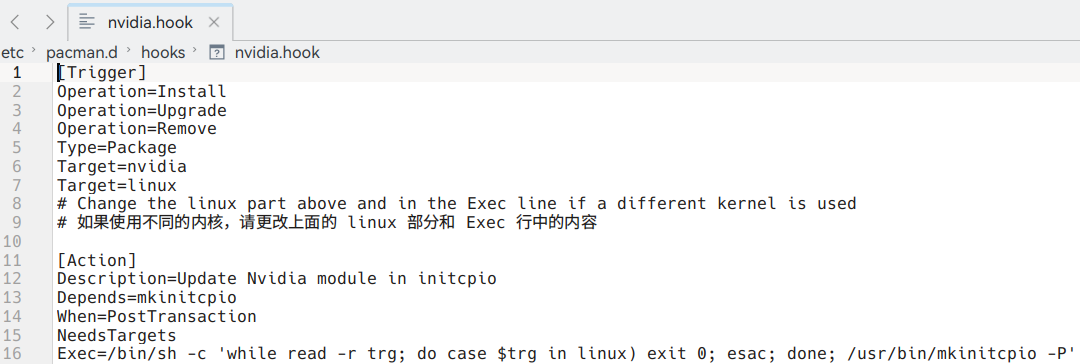 nvidia.hook
etc › pacman.d › hooks › nvidia.hook
1 [Trigger]
2 Operation=Install
3 Operation=Upgrade
4 Operation=Remove
5 Type=Package
6 Target=nvidia
7 Target=linux
8 # Change the linux part above and in the Exec line if a different kernel is used
9 # 如果使用不同的内核，请更改上面的 linux 部分和 Exec 行中的内容
10
11 [Action]
12 Description=Update Nvidia module in initcpio
13 Depends=mkinitcpio
14 When=PostTransaction
15 NeedsTargets
16 Exec=/bin/sh -c 'while read -r trg; do case $trg in linux) exit 0; esac; done; /usr/bin/mkinitcpio -P'